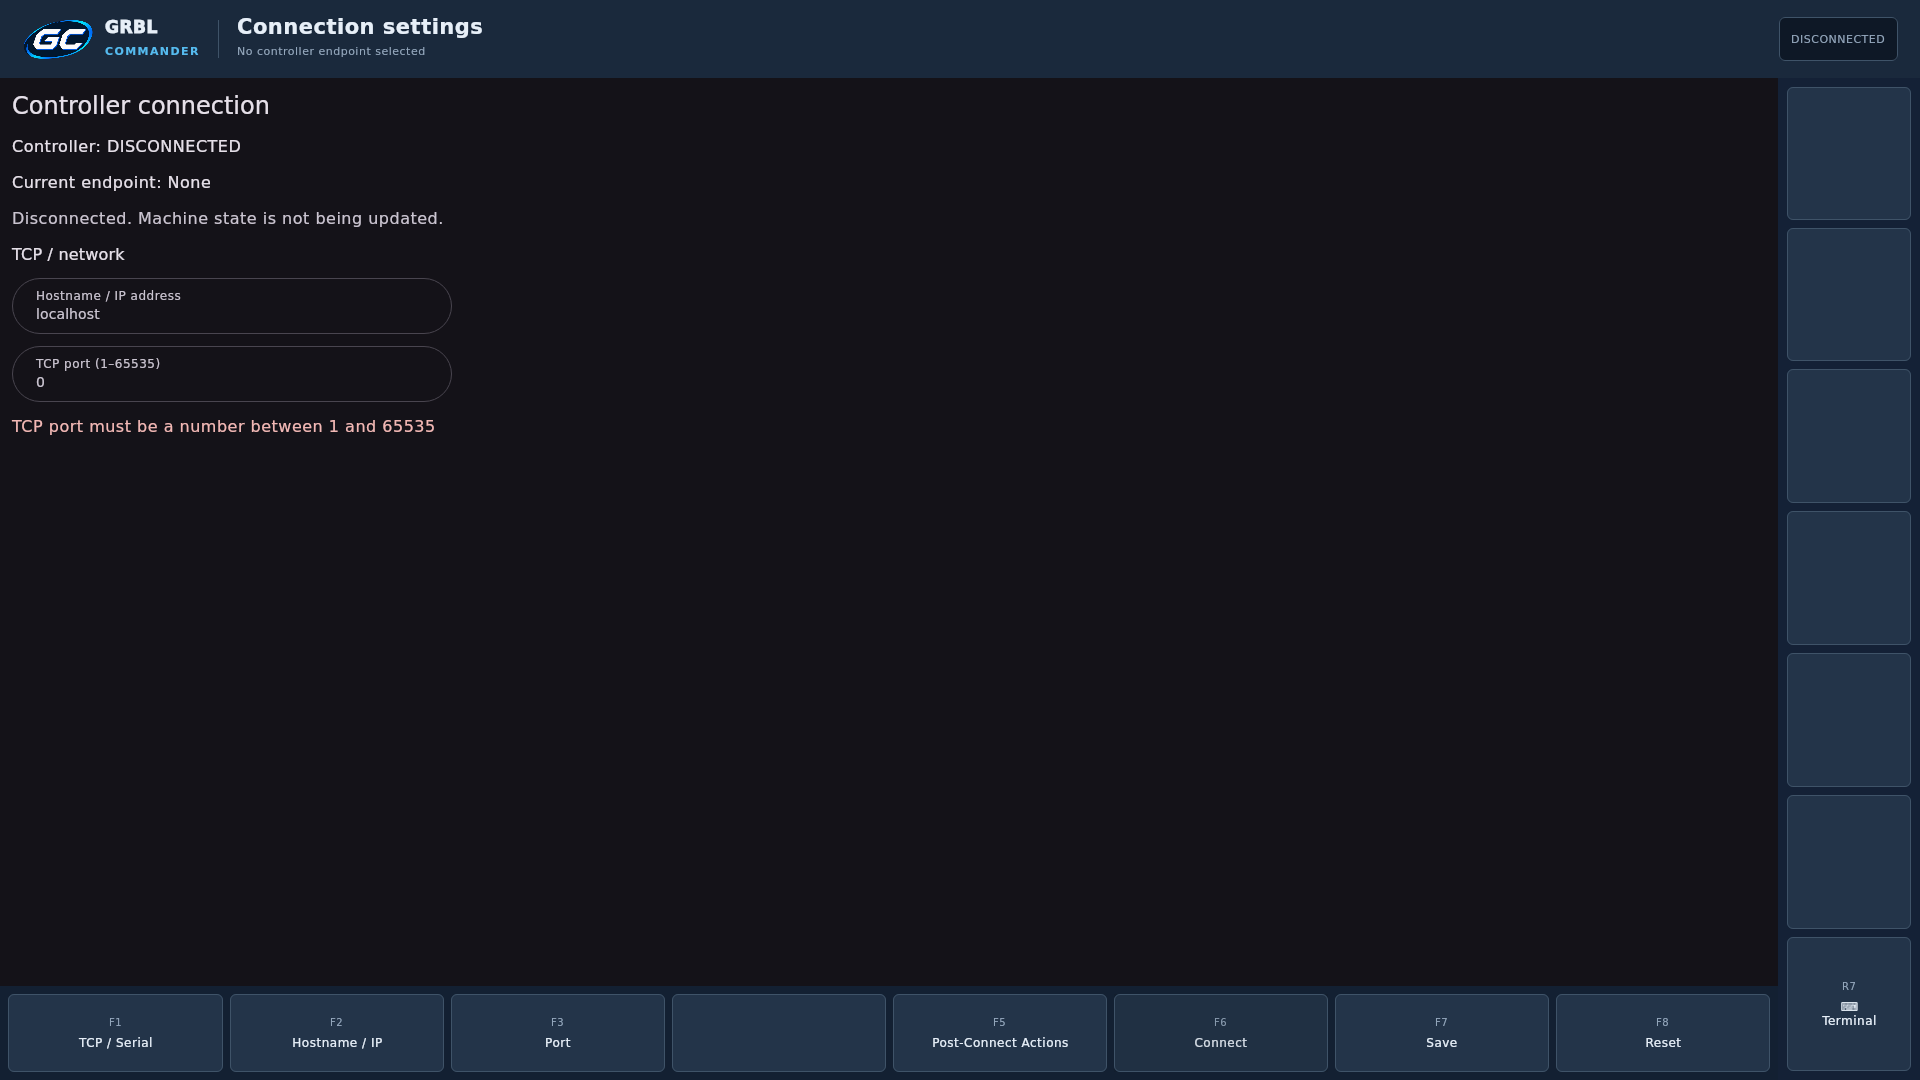 GC
GRBL
COMMANDER
Connection settings
No controller endpoint selected
DISCONNECTED
Controller connection
Controller: DISCONNECTED
Current endpoint: None
Disconnected. Machine state is not being updated.
TCP / network
Hostname / IP address
localhost
TCP port (1–65535)
0
TCP port must be a number between 1 and 65535
R7
Terminal
F1
TCP / Serial
F2
Hostname / IP
F3
Port
F5
Post-Connect Actions
F6
Connect
F7
Save
F8
Reset